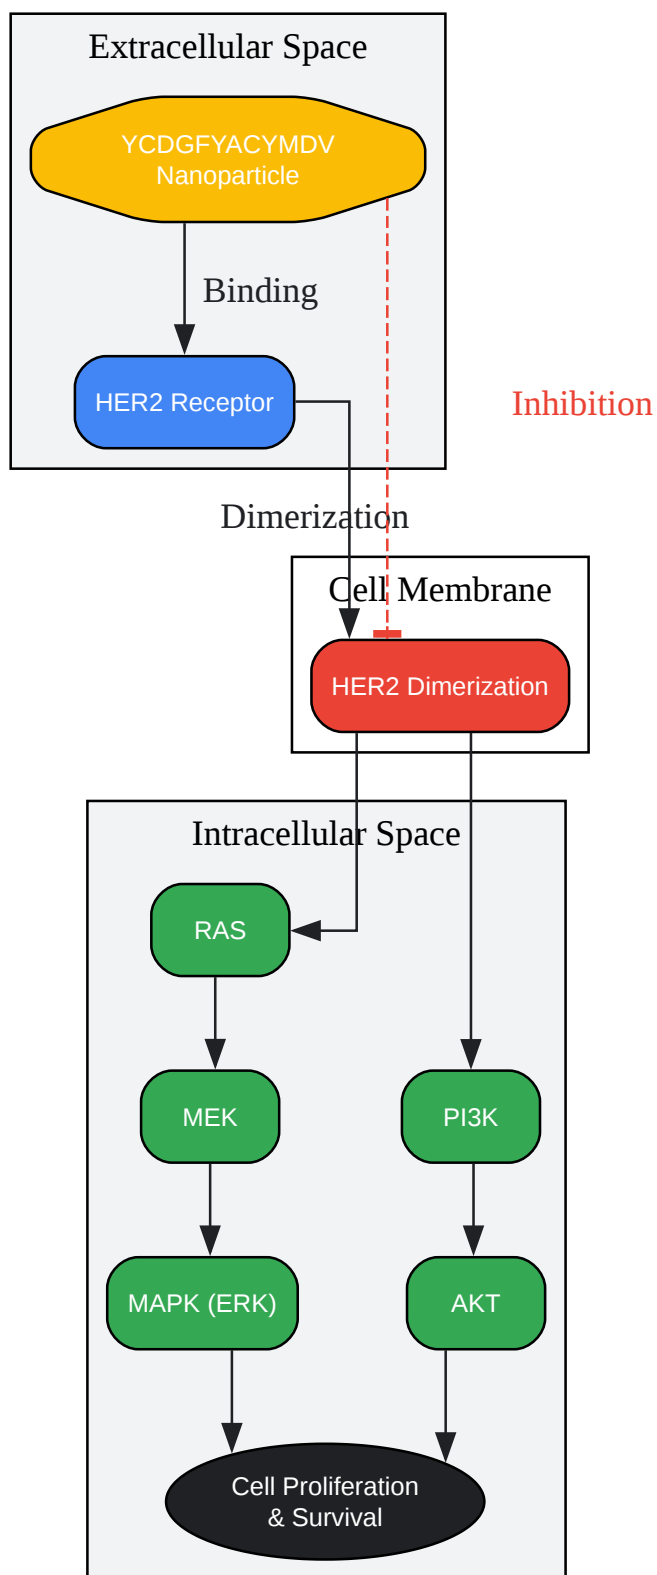 Extracellular Space
YCDGFYACYMDV
Nanoparticle
Binding
HER2 Receptor
Inhibition
Dimerization
Cell Membrane
HER2 Dimerization
Intracellular Space
RAS
MEK
PI3K
MAPK (ERK)
AKT
Cell Proliferation
& Survival